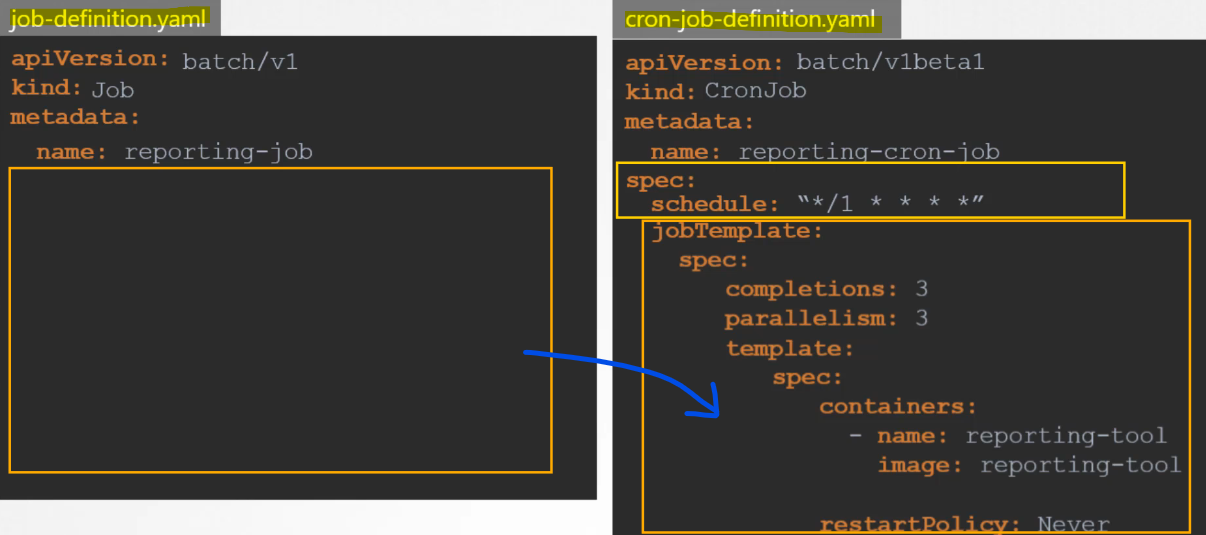 job-definition.yaml
apiVersion: batch/v1
kind: Job
metadata:
name: reporting-job
cron-job-definition.yaml
apiVersion: batch/v1beta1
kind: CronJob
metadata:
name: reporting-cron-job
spec:
schedule: “*/1 * * * *”
jobTemplate:
spec:
completions: 3
parallelism: 3
template:
spec:
containers:
- name: reporting-tool
image: reporting-tool
restartPolicy: Never